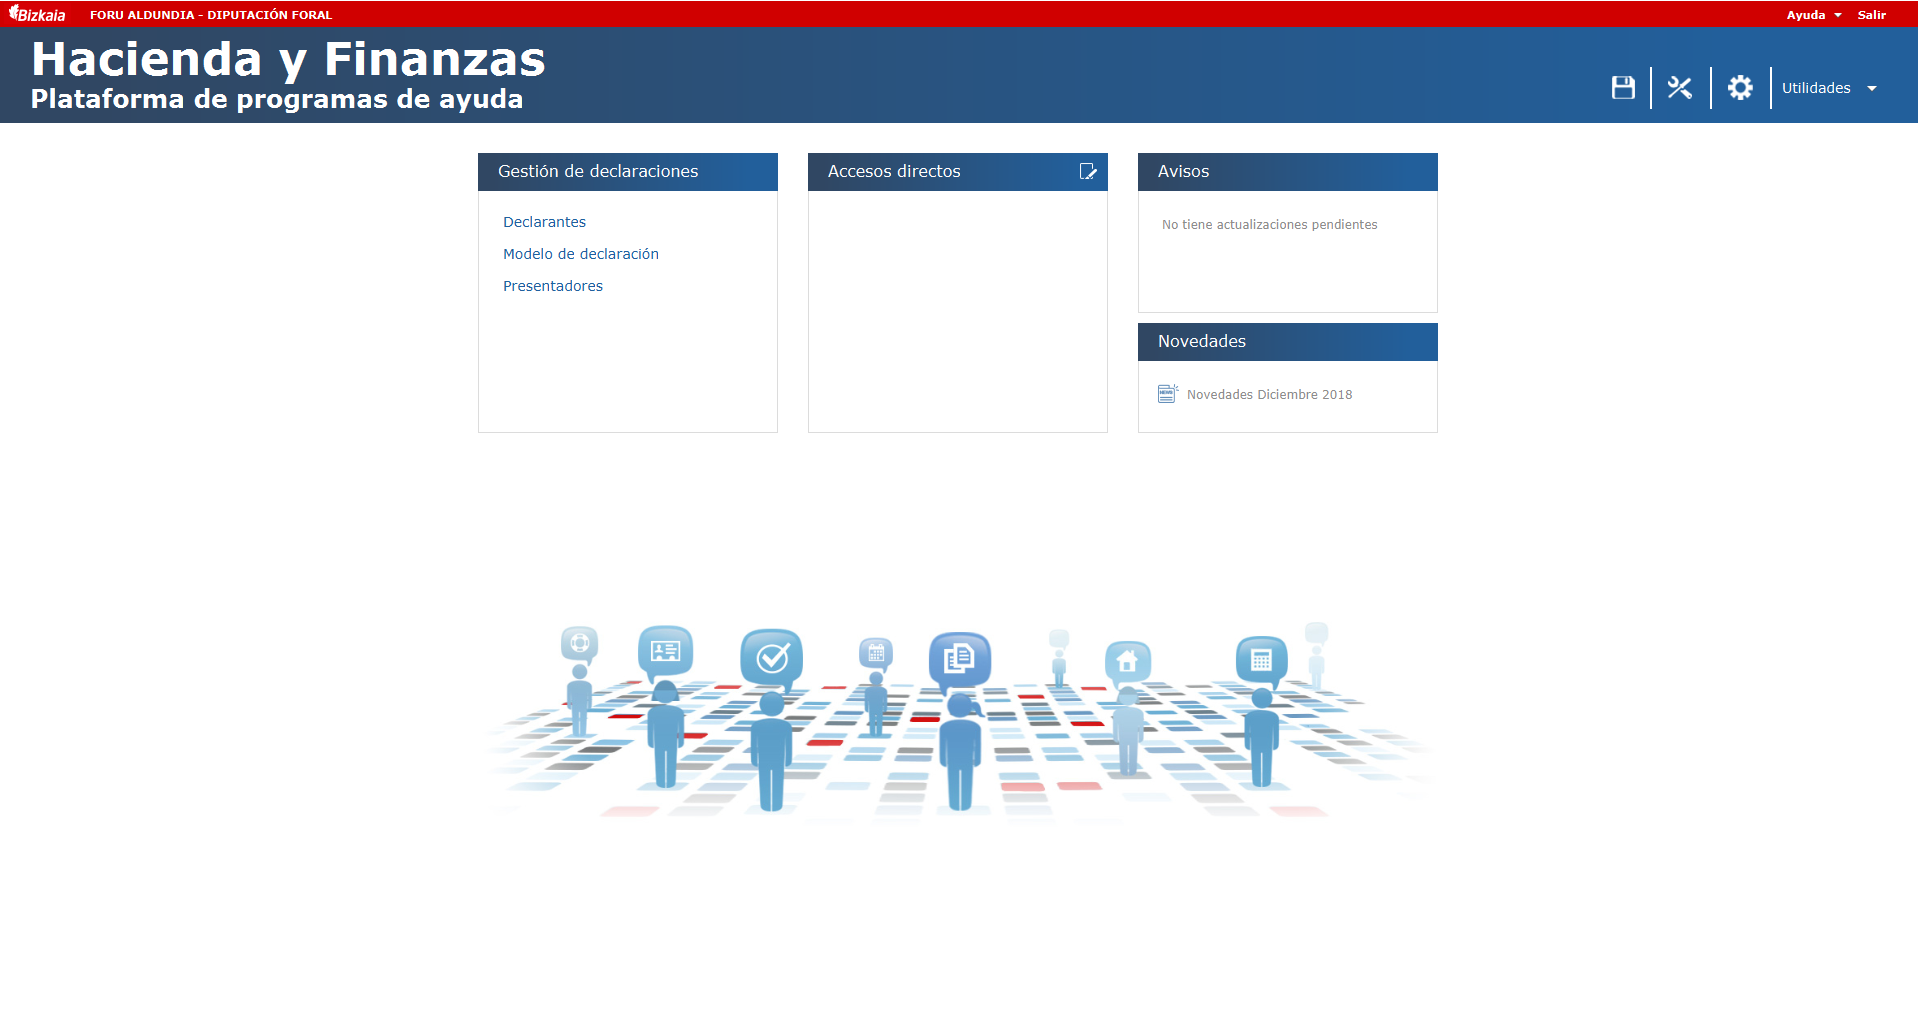 Bizkaia
FORU ALDUNDIA - DIPUTACIÓN FORAL
Ayuda
Salir
Hacienda y Finanzas
Plataforma de programas de ayuda
Utilidades
Gestión de declaraciones
Declarantes
Modelo de declaración
Presentadores
Accesos directos
Avisos
No tiene actualizaciones pendientes
Novedades
NEWS
Novedades Diciembre 2018